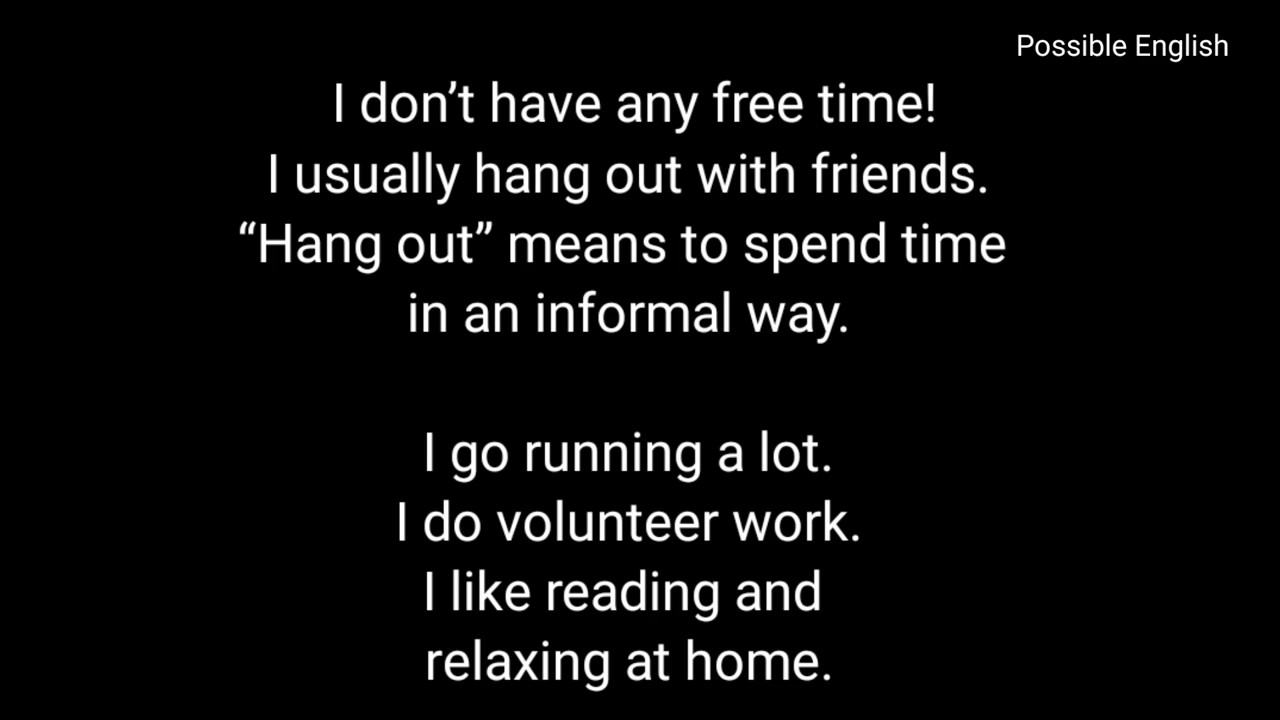 Possible English
I don’t have any free time!
I usually hang out with friends.
“Hang out” means to spend time
in an informal way.
I go running a lot.
I do volunteer work.
I like reading and
relaxing at home.